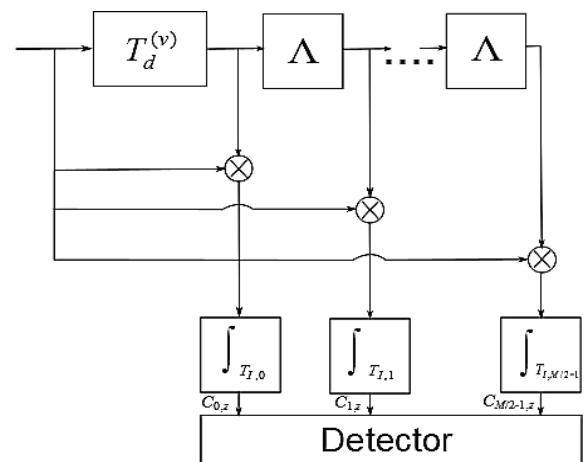 T_d^{(v)} Λ .... Λ
∫_{T_{I,0}} ∫_{T_{I,1}} ∫_{T_{I,M/2-1}}
C_{0,z} C_{1,z} C_{M/2-1,z}
Detector